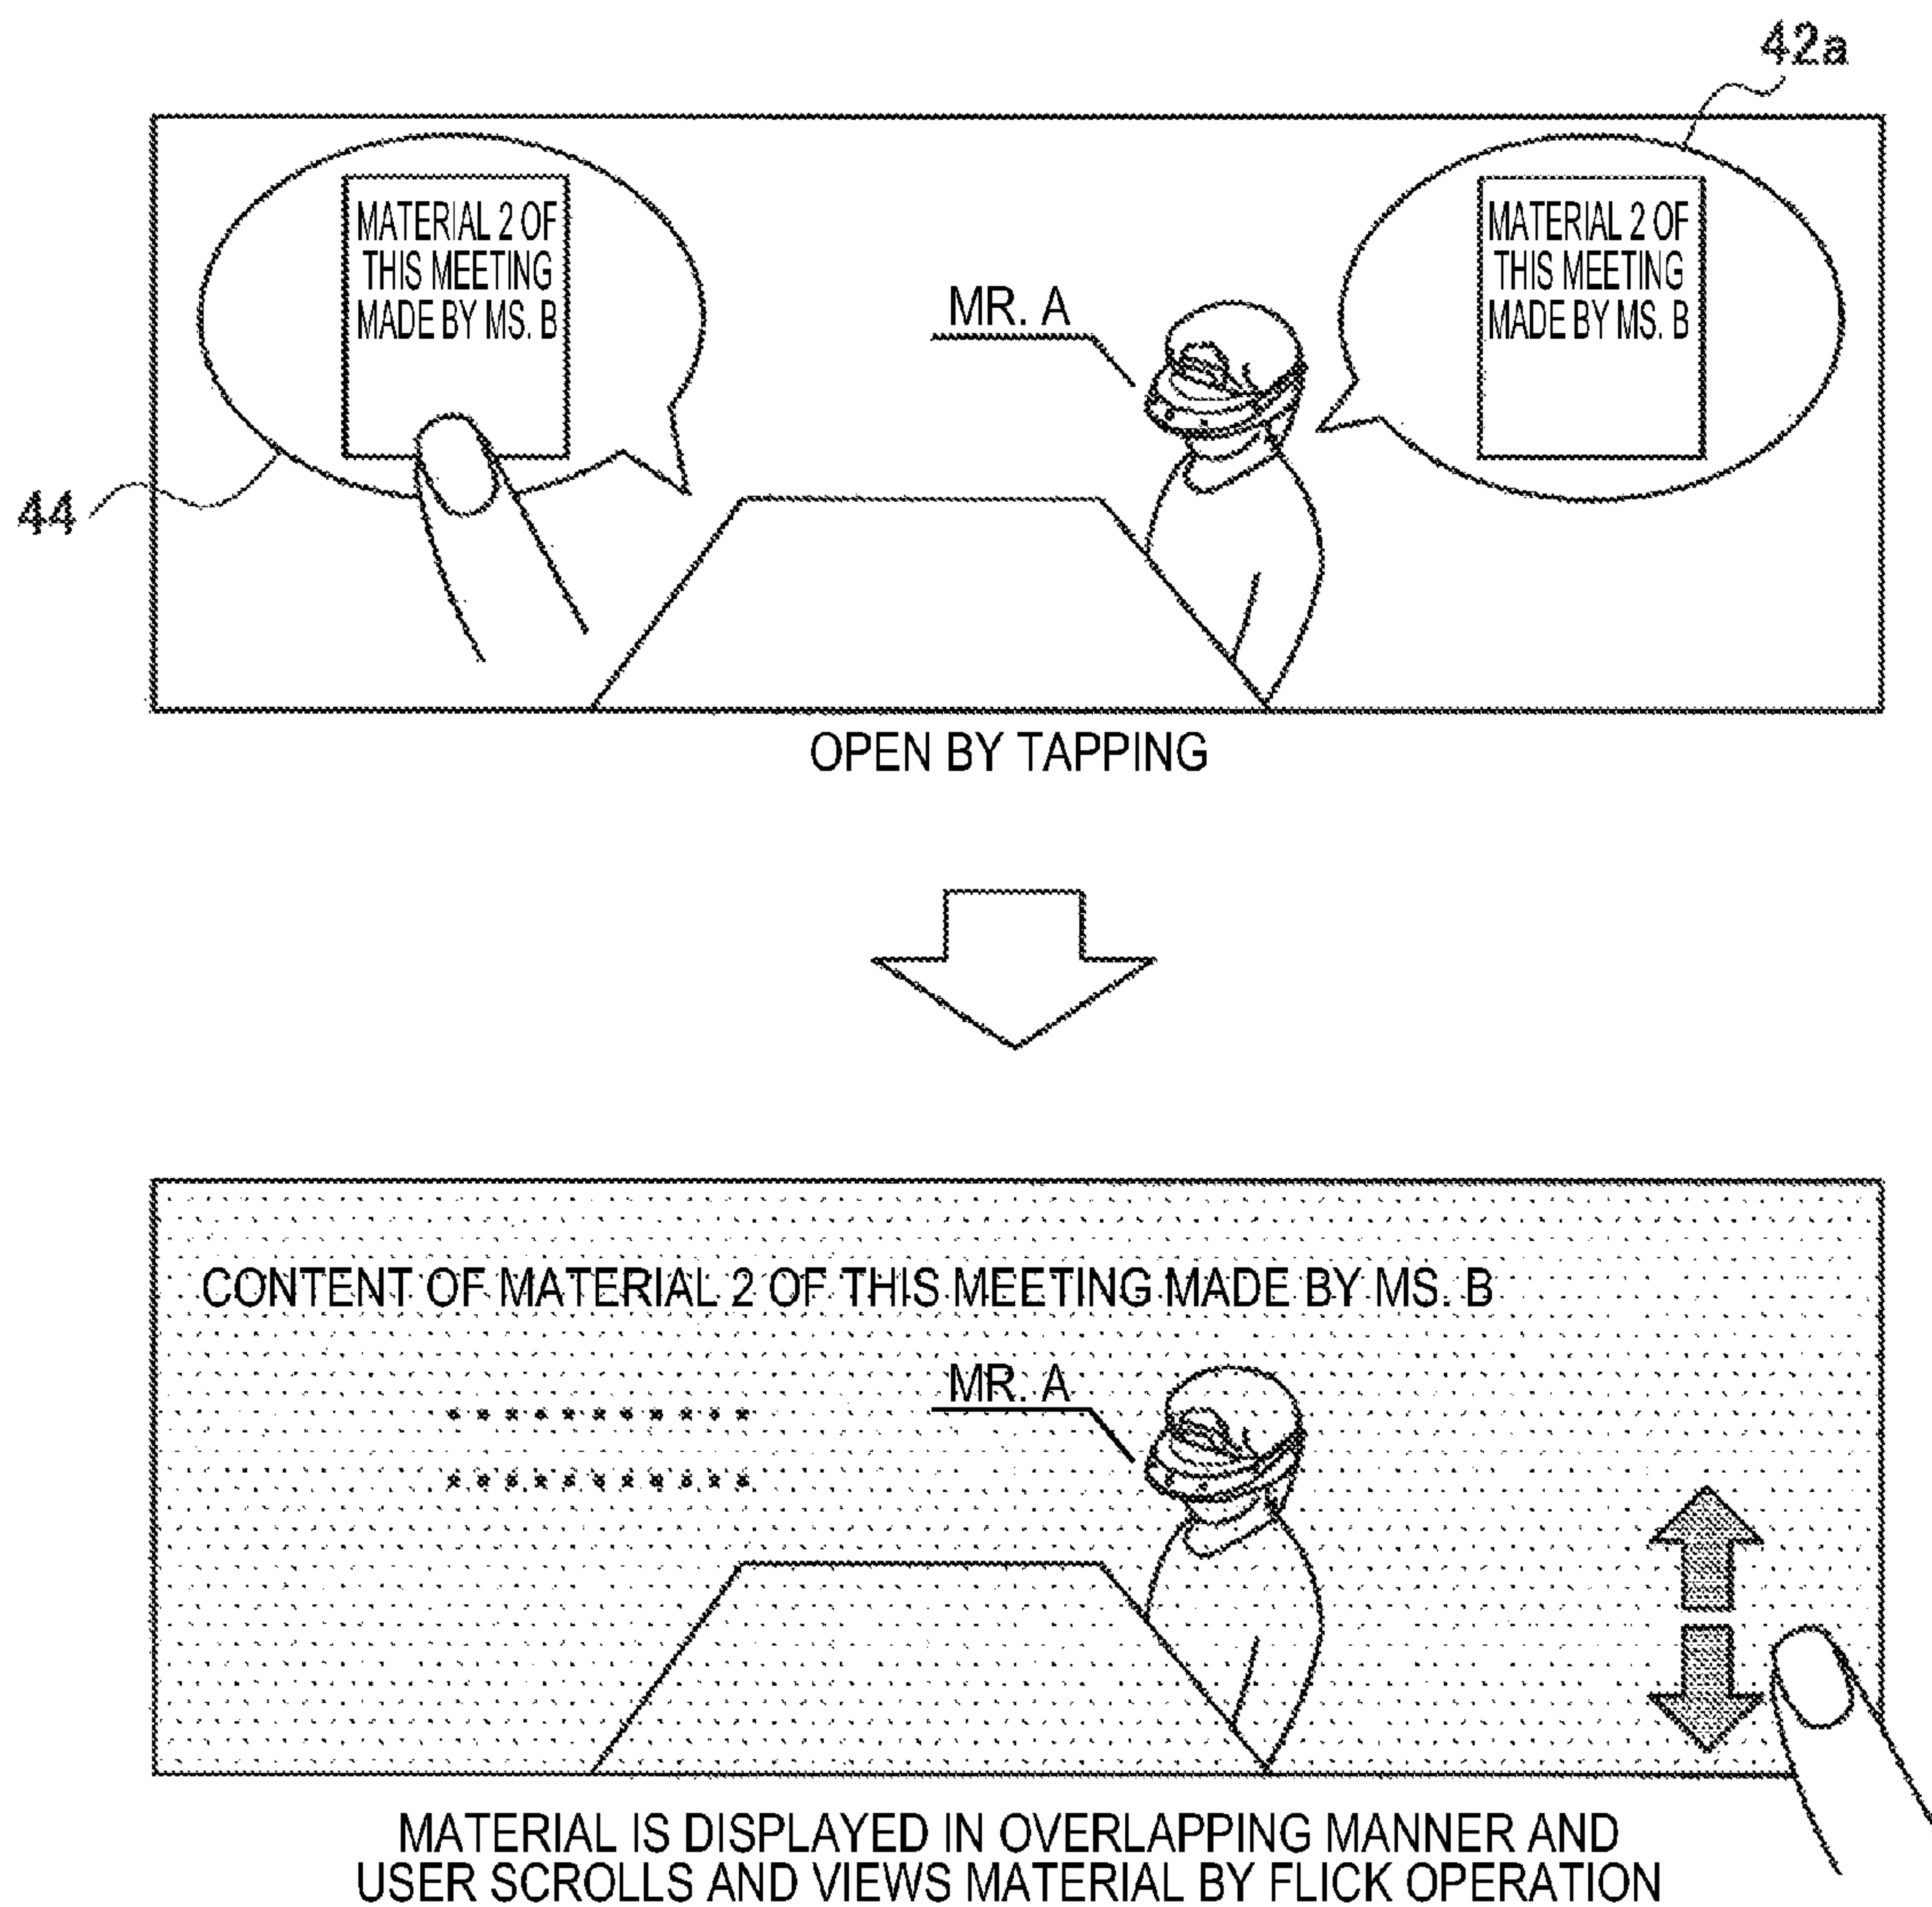 42a
MATERIAL 2 OF
THIS MEETING
MADE BY MS. B
MR. A
MATERIAL 2 OF
THIS MEETING
MADE BY MS. B
44
OPEN BY TAPPING
CONTENT OF MATERIAL 2 OF THIS MEETING MADE BY MS. B
MR. A
MATERIAL IS DISPLAYED IN OVERLAPPING MANNER AND
USER SCROLLS AND VIEWS MATERIAL BY FLICK OPERATION